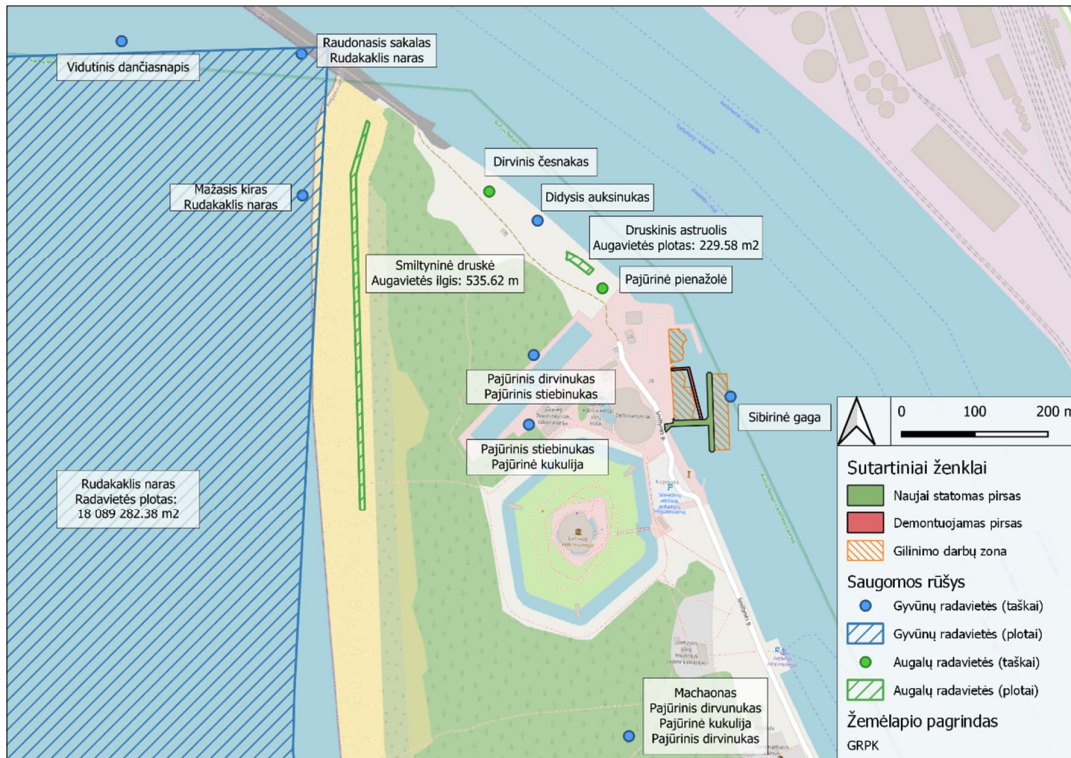 Vidutinis dančiasnapis
Raudonasis sakalas
Rudakaklis naras
Dirvinis česnakas
Mažasis kiras
Rudakaklis naras
Didysis auksinukas
Druskinis astruolis
Augavietės plotas: 229.58 m2
Smiltyninė druskė
Augavietės ilgis: 535.62 m
Pajūrinė pienažolė
Pajūrinis dirvinukas
Pajūrinis stiebinukas
Sibirinė gaga
Pajūrinis stiebinukas
Pajūrinė kukulija
Rudakaklis naras
Radavietės plotas:
18 089 282.38 m2
Machaonas
Pajūrinis dirvunukas
Pajūrinė kukulija
Pajūrinis dirvinukas
0 100 200 m
Sutartiniai ženklai
Naujai statomas pirsas
Demontuojamas pirsas
Gilinimo darbų zona
Saugomos rūšys
Gyvūnų radavietės (taškai)
Gyvūnų radavietės (plotai)
Augalų radavietės (taškai)
Augalų radavietės (plotai)
Žemėlapio pagrindas
GRPK